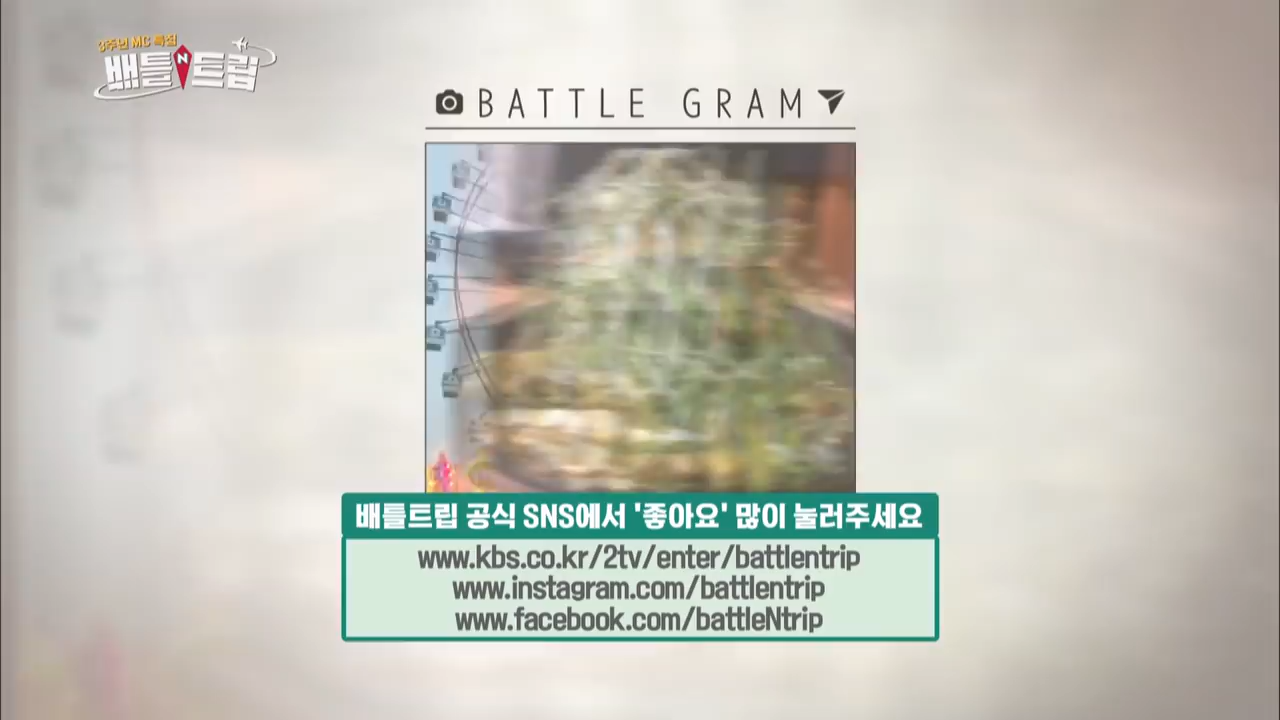 3주년 MC 특집
배틀N트립
BATTLE GRAM
배틀트립 공식 SNS에서 '좋아요' 많이 눌러주세요
www.kbs.co.kr/2tv/enter/battlentrip
www.instagram.com/battlentrip
www.facebook.com/battleNtrip